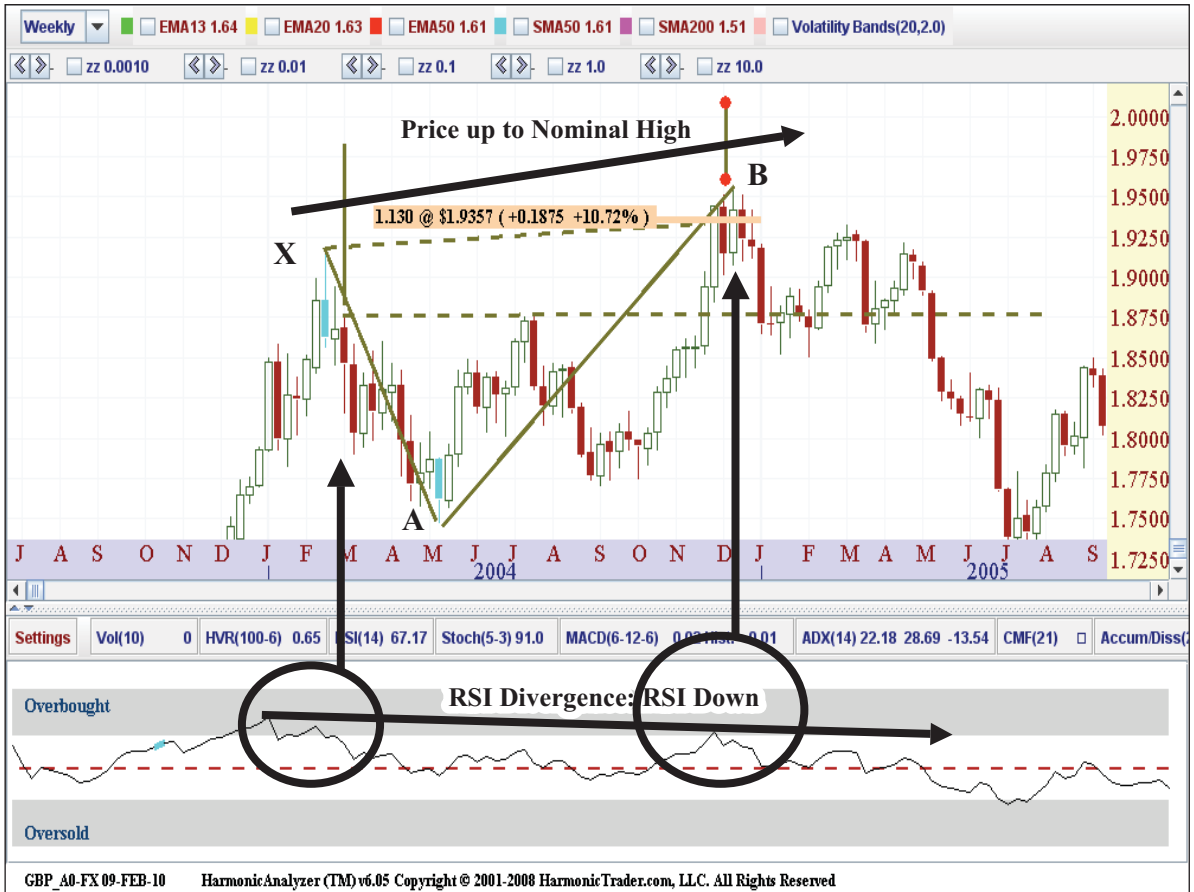 Weekly EMA13 1.64 EMA20 1.63 EMA50 1.61 SMA50 1.61 SMA200 1.51 Volatility Bands(20,2.0)
zz 0.0010 zz 0.01 zz 0.1 zz 1.0 zz 10.0
Price up to Nominal High
2.0000
1.9750
B
1.9500
1.130 @ $1.9357 ( +0.1875 +10.72% )
X
1.9250
1.9000
1.8750
1.8500
1.8250
1.8000
1.7750
A
1.7500
J A S O N D J F M A M J J A S O N D J F M A M J J A S
1.7250
2004 2005
Settings Vol(10) 0 HVR(100-6) 0.65 RSI(14) 67.17 Stoch(5-3) 91.0 MACD(6-12-6) ADX(14) 22.18 28.69 -13.54 CMF(21) Accum/Diss(
RSI Divergence: RSI Down
Overbought
Oversold
GBP_A0-FX 09-FEB-10 HarmonicAnalyzer (TM) v6.05 Copyright © 2001-2008 HarmonicTrader.com, LLC. All Rights Reserved